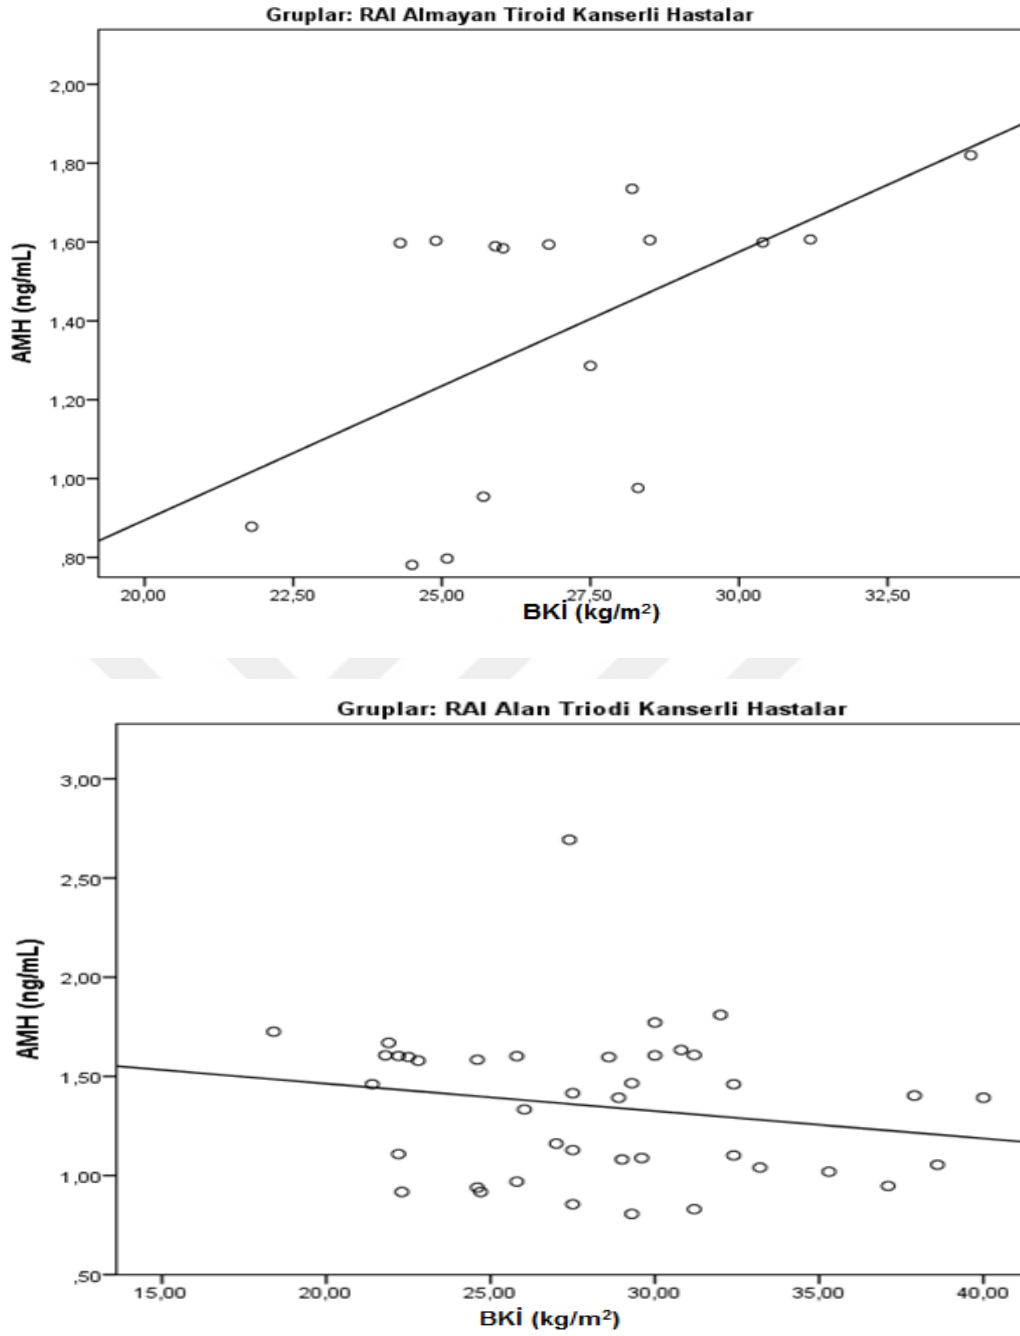 Gruplar: RAI Almayan Tiroid Kanserli Hastalar
2,00
1,80
1,60
1,40
1,20
1,00
,80
AMH (ng/mL)
20,00 22,50 25,00 27,50 30,00 32,50
BKİ (kg/m²)
Gruplar: RAI Alan Triodi Kanserli Hastalar
3,00
2,50
2,00
1,50
1,00
,50
AMH (ng/mL)
15,00 20,00 25,00 30,00 35,00 40,00
BKİ (kg/m²)